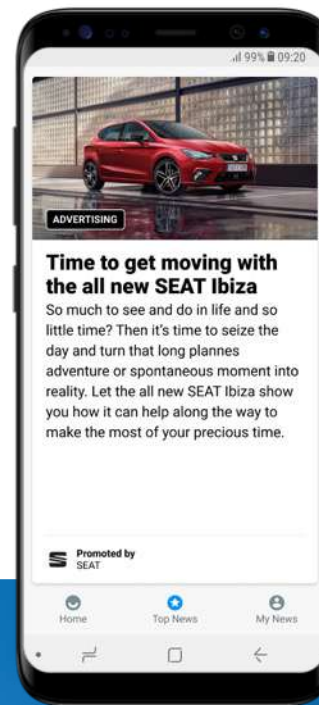 99% 09:20
ADVERTISING
Time to get moving with
the all new SEAT Ibiza
So much to see and do in life and so
little time? Then it's time to seize the
day and turn that long plannes
adventure or spontaneous moment into
reality. Let the all new SEAT Ibiza show
you how it can help along the way to
make the most of your precious time.
Promoted by
SEAT
Home Top News My News